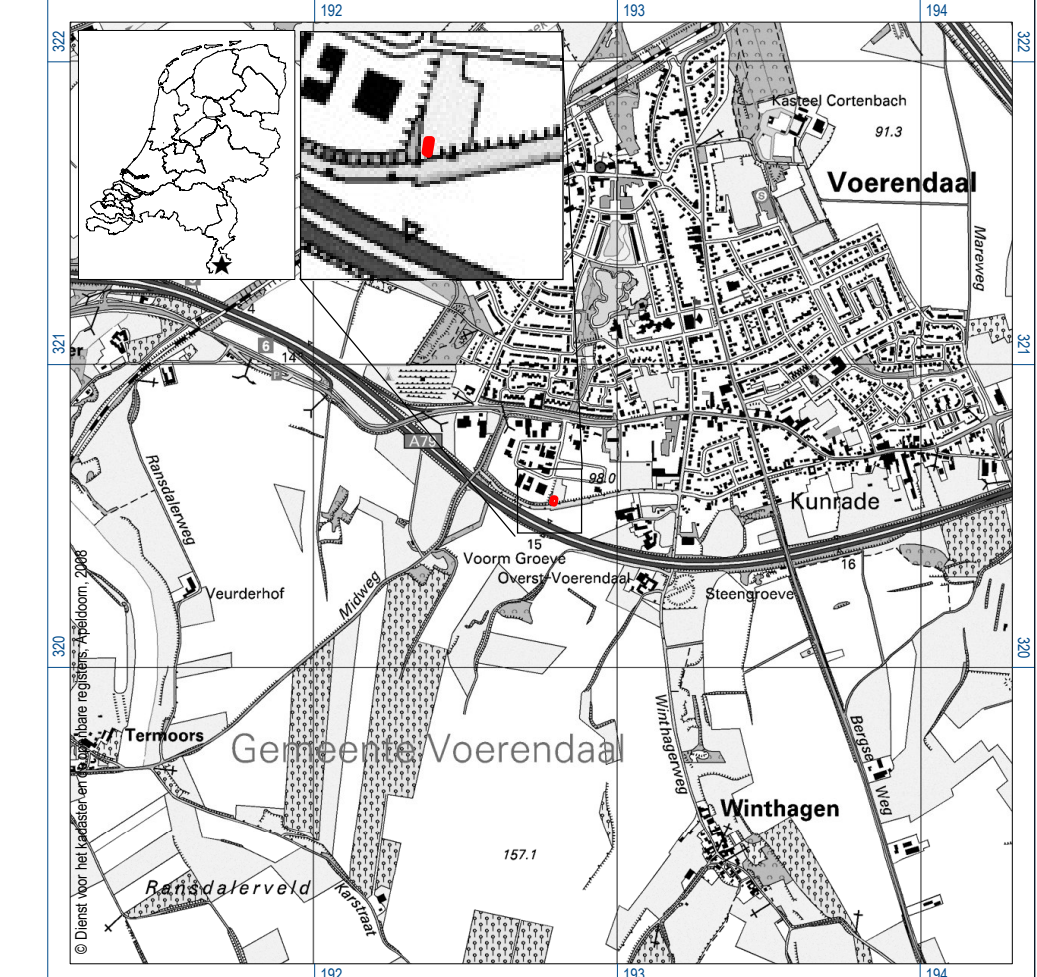 192
193
194
322
322
Kasteel Cortenbach
91.3
Voerendaal
S
Mareweg
4
321
6
14
321
P
A79
98.0
Ransdalerweg
Kunrade
15
Voorm Groeve
16
Overst-Voerendaal
Veurderhof
Midweg
Steengroeve
320
320
Winthagerweg
Termoors
Gemeente Voerendaal
Bergse Weg
Winthagen
157.1
Ransdalerveld
Karstraat
© Dienst voor het kadaster en de openbare registers, Apeldoorn, 2008
192
193
194